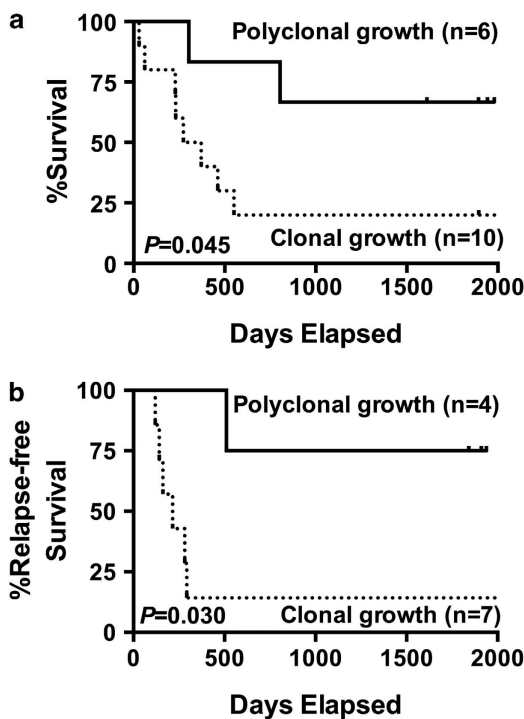 a
100
75
50
25
0
%Survival
Polyclonal growth (n=6)
P=0.045
Clonal growth (n=10)
0 500 1000 1500 2000
Days Elapsed
b
100
75
50
25
0
%Relapse-free
Survival
Polyclonal growth (n=4)
P=0.030
Clonal growth (n=7)
0 500 1000 1500 2000
Days Elapsed